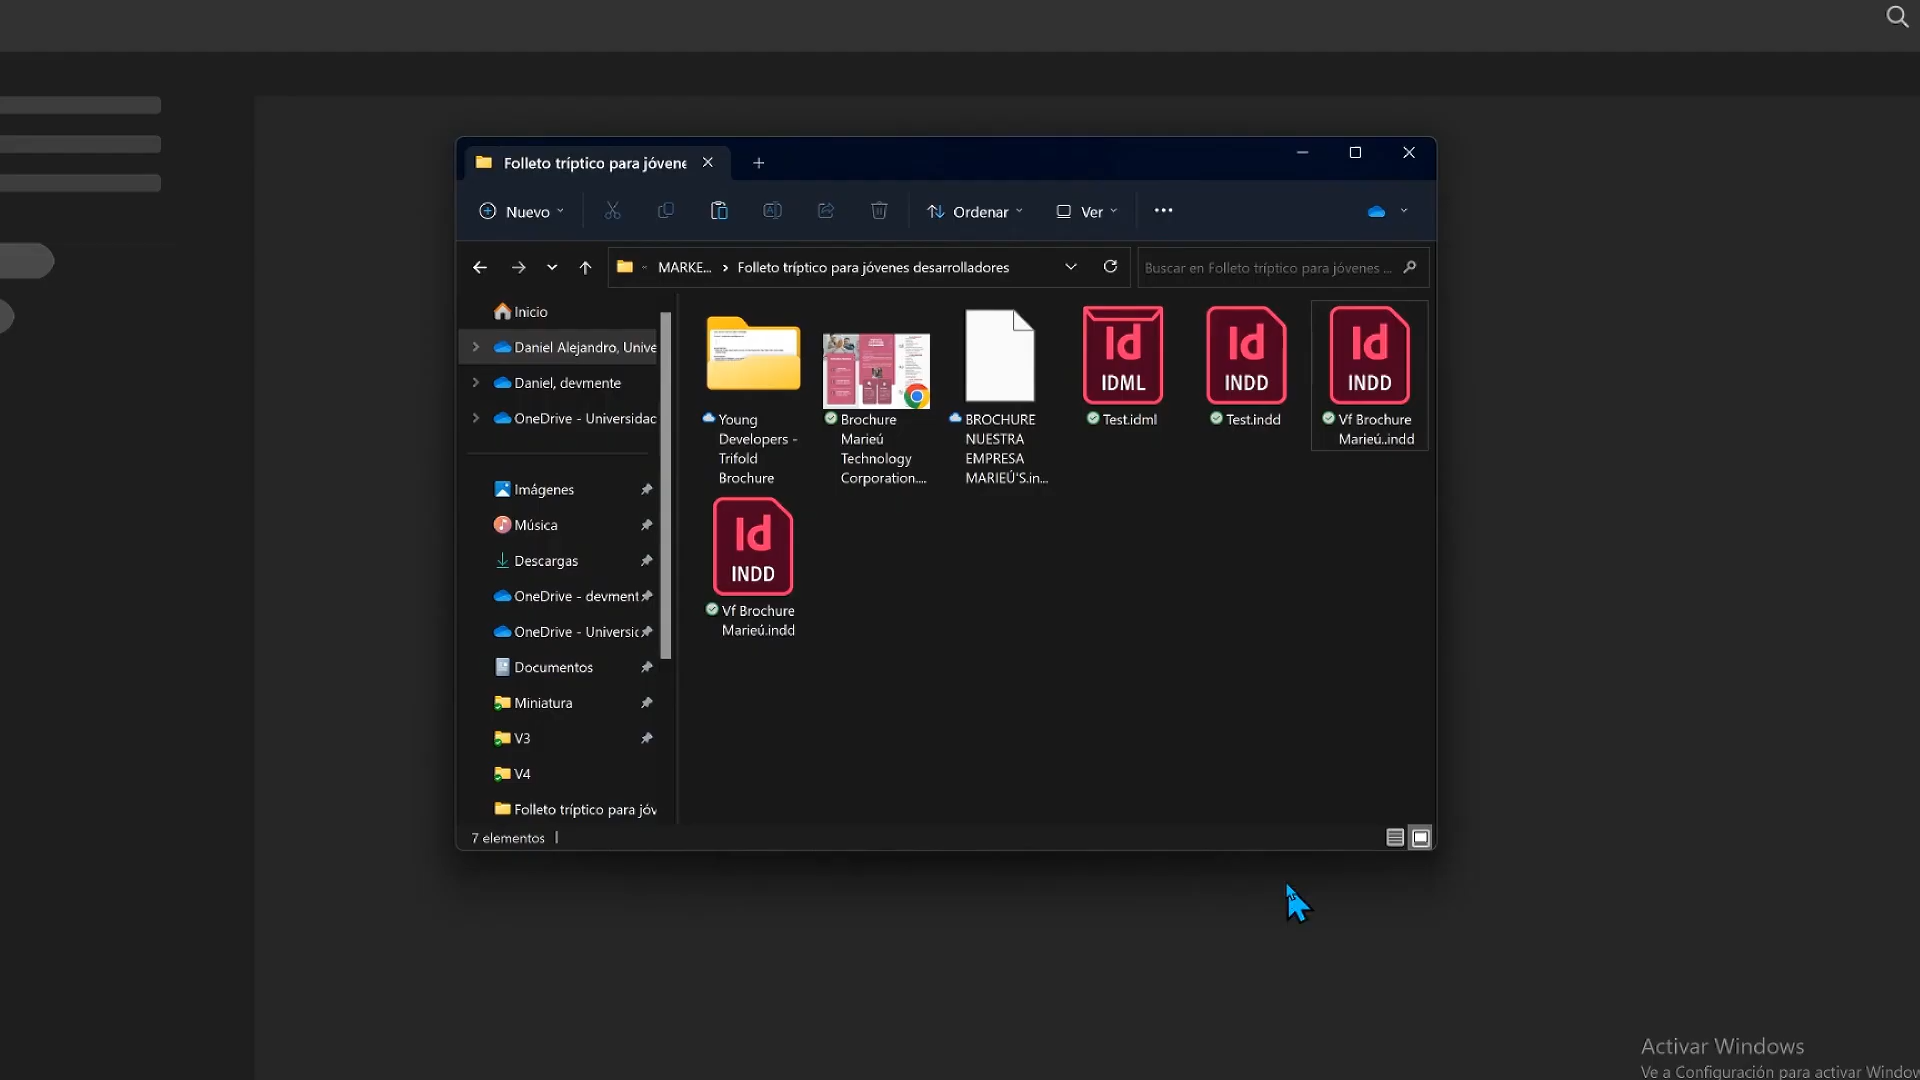 Folleto tríptico para jóvene
Nuevo
Ordenar
Ver
MARKE... > Folleto tríptico para jóvenes desarrolladores
Buscar en Folleto tríptico para jóvenes ...
Inicio
Daniel Alejandro, Unive
Daniel, devmente
OneDrive - Universidac
Imágenes
Música
Descargas
OneDrive - devment
OneDrive - Universic
Documentos
Miniatura
V3
V4
Folleto tríptico para jóv
Young
Developers -
Trifold
Brochure
Brochure
Marieú
Technology
Corporation....
BROCHURE
NUESTRA
EMPRESA
MARIEÚ'S.in...
Id
IDML
Test.idml
Id
INDD
Test.indd
Id
INDD
Vf Brochure
Marieú..indd
Id
INDD
Vf Brochure
Marieú.indd
7 elementos
Activar Windows
Ve a Configuración para activar Window